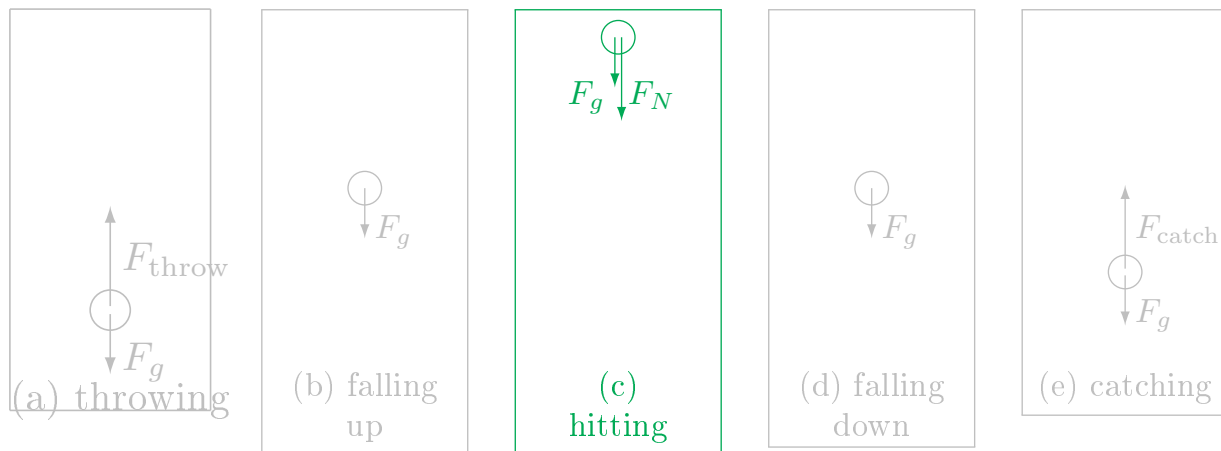 F_g F_N
F_throw
F_g
F_g
F_catch
F_g
F_g
(a) throwing
(b) falling
up
(c)
hitting
(d) falling
down
(e) catching